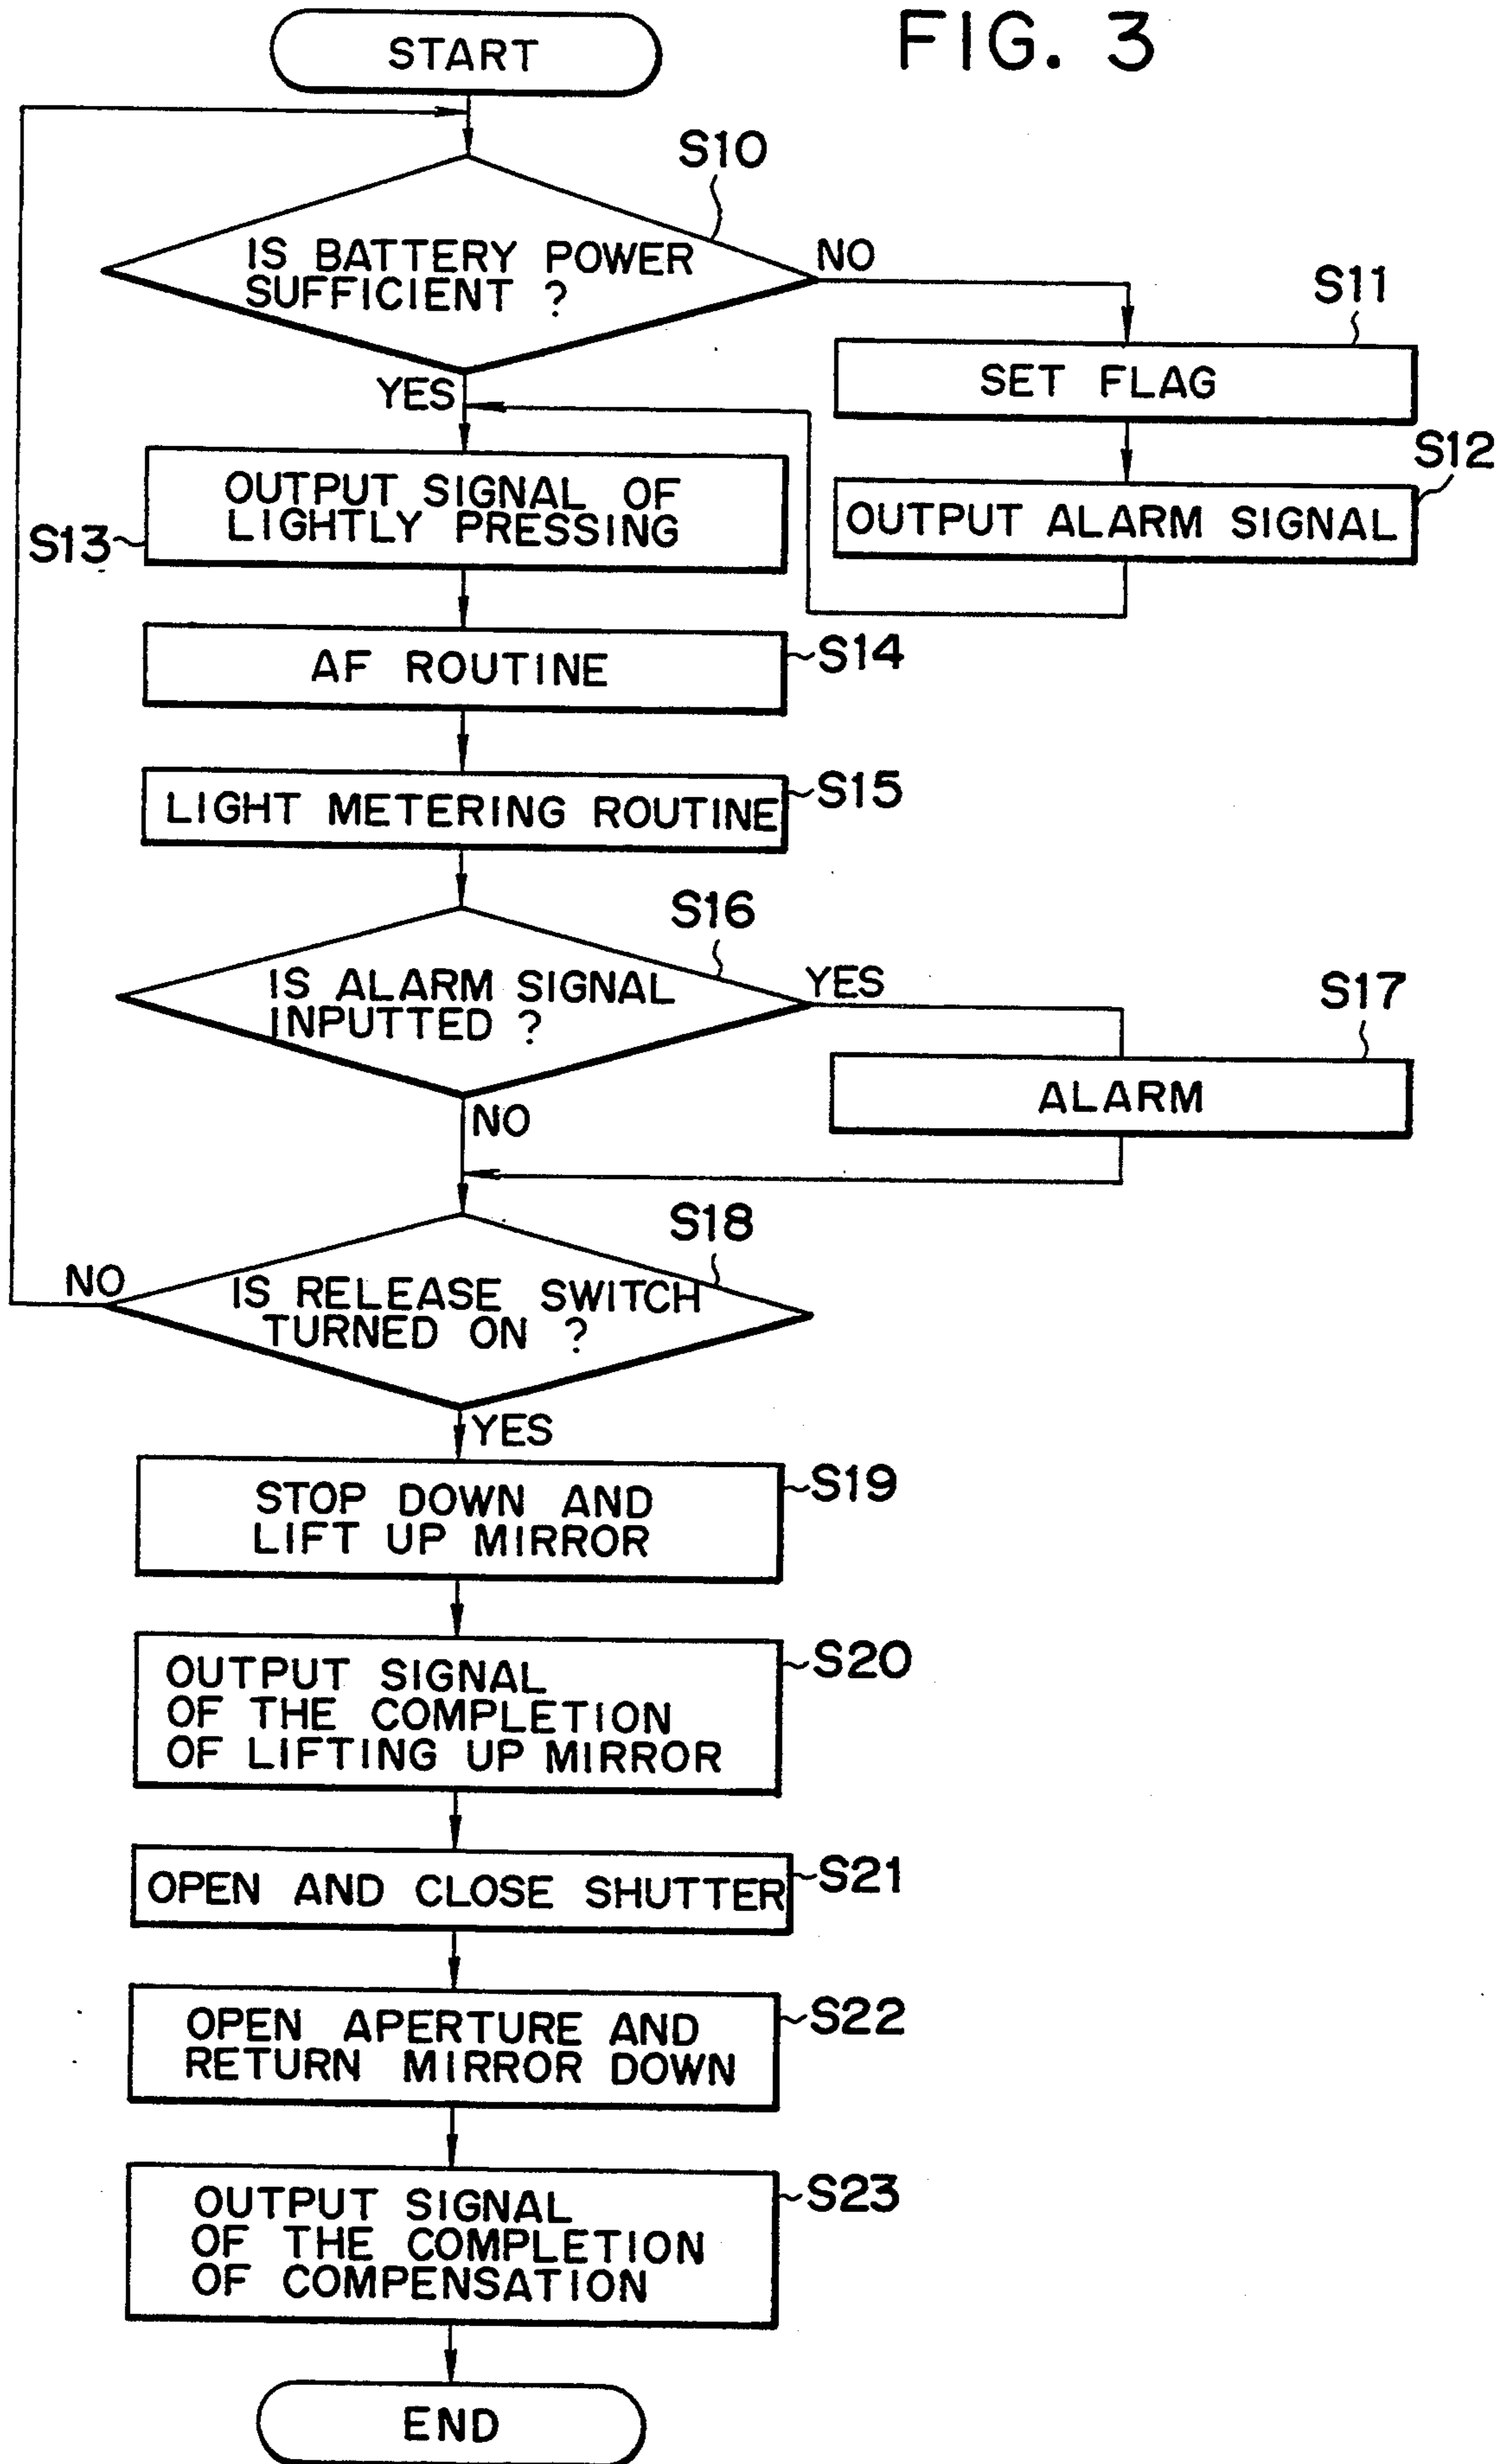 FIG. 3
START
S10
IS BATTERY POWER
SUFFICIENT ?
NO
S11
SET FLAG
YES
S12
OUTPUT ALARM SIGNAL
OUTPUT SIGNAL OF
LIGHTLY PRESSING
S13
AF ROUTINE
S14
LIGHT METERING ROUTINE
S15
S16
IS ALARM SIGNAL
INPUTTED ?
YES
S17
ALARM
NO
S18
NO
IS RELEASE SWITCH
TURNED ON ?
YES
S19
STOP DOWN AND
LIFT UP MIRROR
S20
OUTPUT SIGNAL
OF THE COMPLETION
OF LIFTING UP MIRROR
S21
OPEN AND CLOSE SHUTTER
S22
OPEN APERTURE AND
RETURN MIRROR DOWN
S23
OUTPUT SIGNAL
OF THE COMPLETION
OF COMPENSATION
END